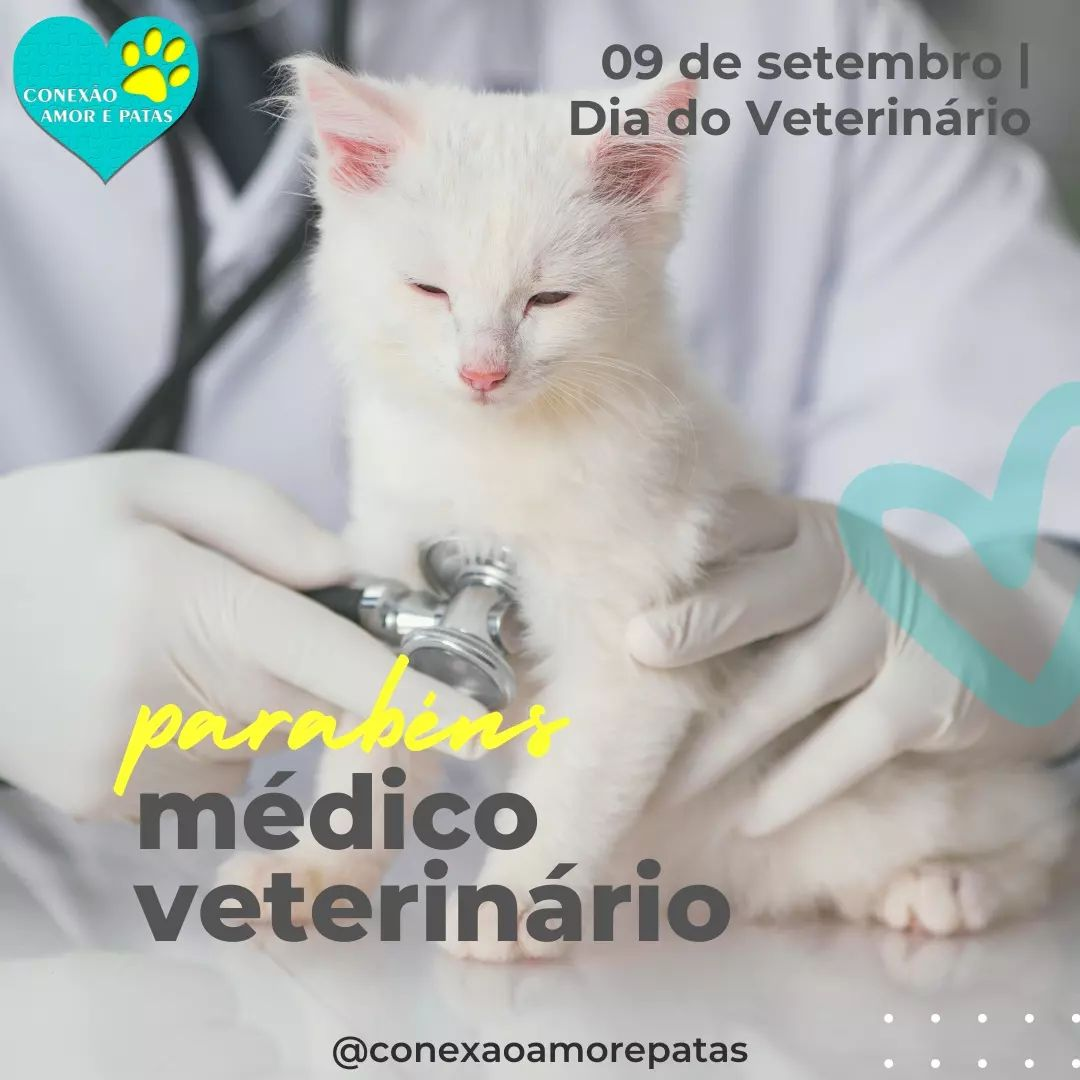 CONEXÃO
AMOR E PATAS
09 de setembro |
Dia do Veterinário
parabéns
médico
veterinário
@conexaoamorepatas